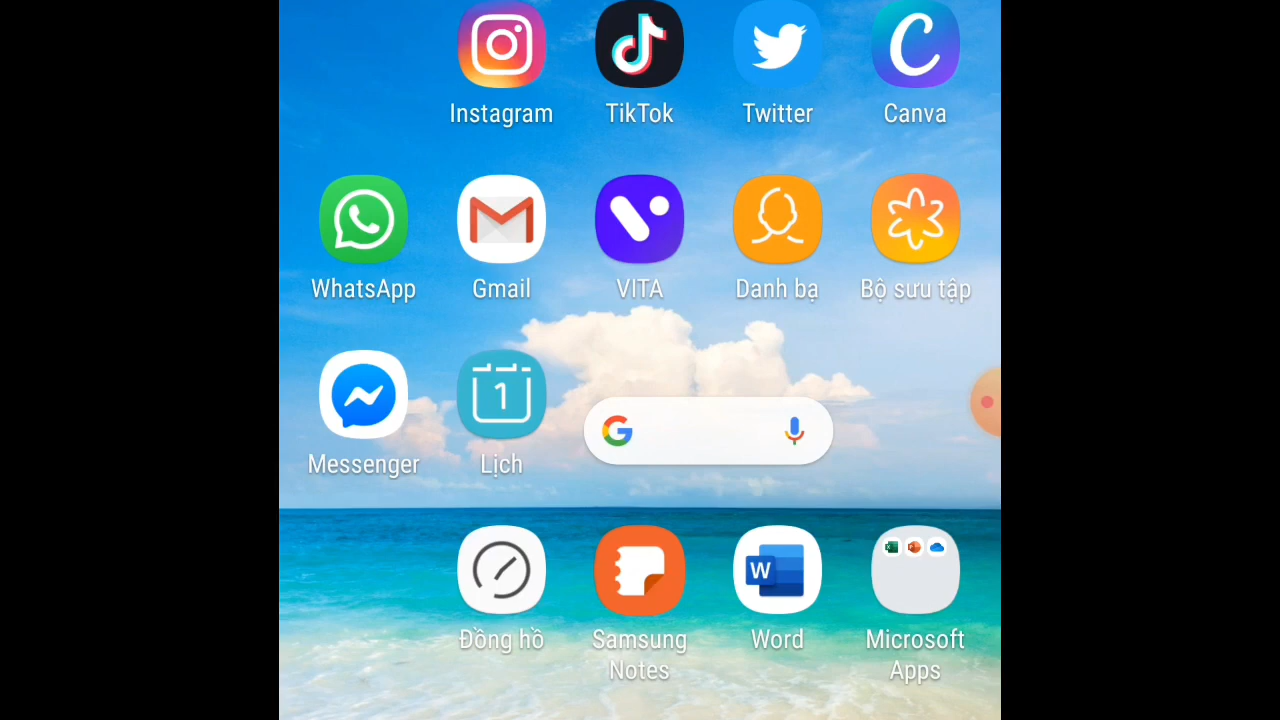 Instagram
TikTok
Twitter
Canva
WhatsApp
Gmail
VITA
Danh bạ
Bộ sưu tập
Messenger
1
Lịch
G
W
Đồng hồ
Samsung
Notes
Word
Microsoft
Apps